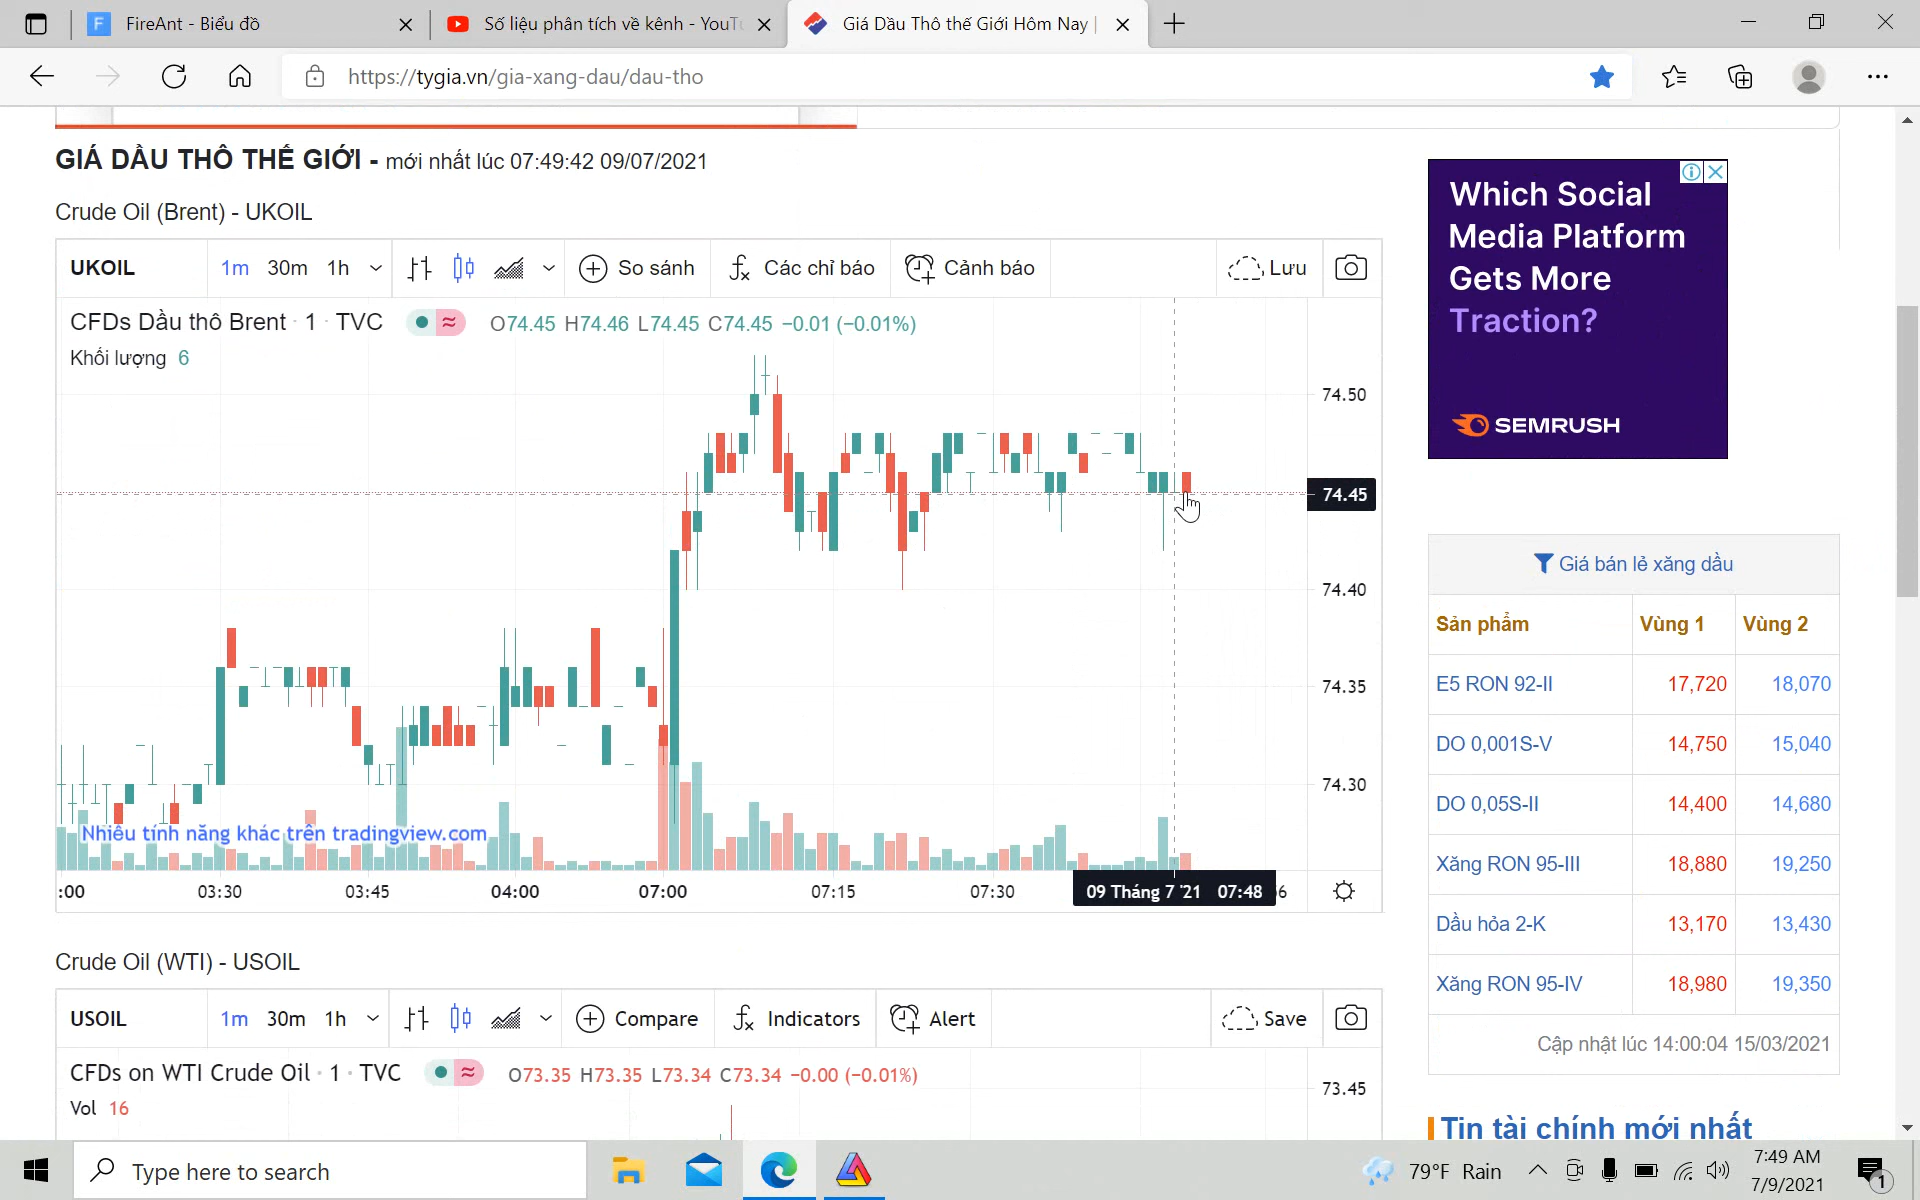 FireAnt - Biểu đồ
Số liệu phân tích về kênh - YouTu
Giá Dầu Thô thế Giới Hôm Nay |
https://tygia.vn/gia-xang-dau/dau-tho
GIÁ DẦU THÔ THẾ GIỚI - mới nhất lúc 07:49:42 09/07/2021
Crude Oil (Brent) - UKOIL
UKOIL 1m 30m 1h So sánh Các chỉ báo Cảnh báo Lưu
CFDs Dầu thô Brent · 1 · TVC O74.45 H74.46 L74.45 C74.45 −0.01 (−0.01%)
Khối lượng 6
74.50
74.45
74.40
74.35
74.30
Nhiều tính năng khác trên tradingview.com
:00 03:30 03:45 04:00 07:00 07:15 07:30 09 Tháng 7 '21 07:48
Crude Oil (WTI) - USOIL
USOIL 1m 30m 1h Compare Indicators Alert Save
CFDs on WTI Crude Oil · 1 · TVC O73.35 H73.35 L73.34 C73.34 −0.00 (−0.01%)
Vol 16
73.45
Which Social
Media Platform
Gets More
Traction?
SEMRUSH
Giá bán lẻ xăng dầu
Sản phẩm Vùng 1 Vùng 2
E5 RON 92-II 17,720 18,070
DO 0,001S-V 14,750 15,040
DO 0,05S-II 14,400 14,680
Xăng RON 95-III 18,880 19,250
Dầu hỏa 2-K 13,170 13,430
Xăng RON 95-IV 18,980 19,350
Cập nhật lúc 14:00:04 15/03/2021
Tin tài chính mới nhất
Type here to search
79°F Rain
7:49 AM
7/9/2021
1